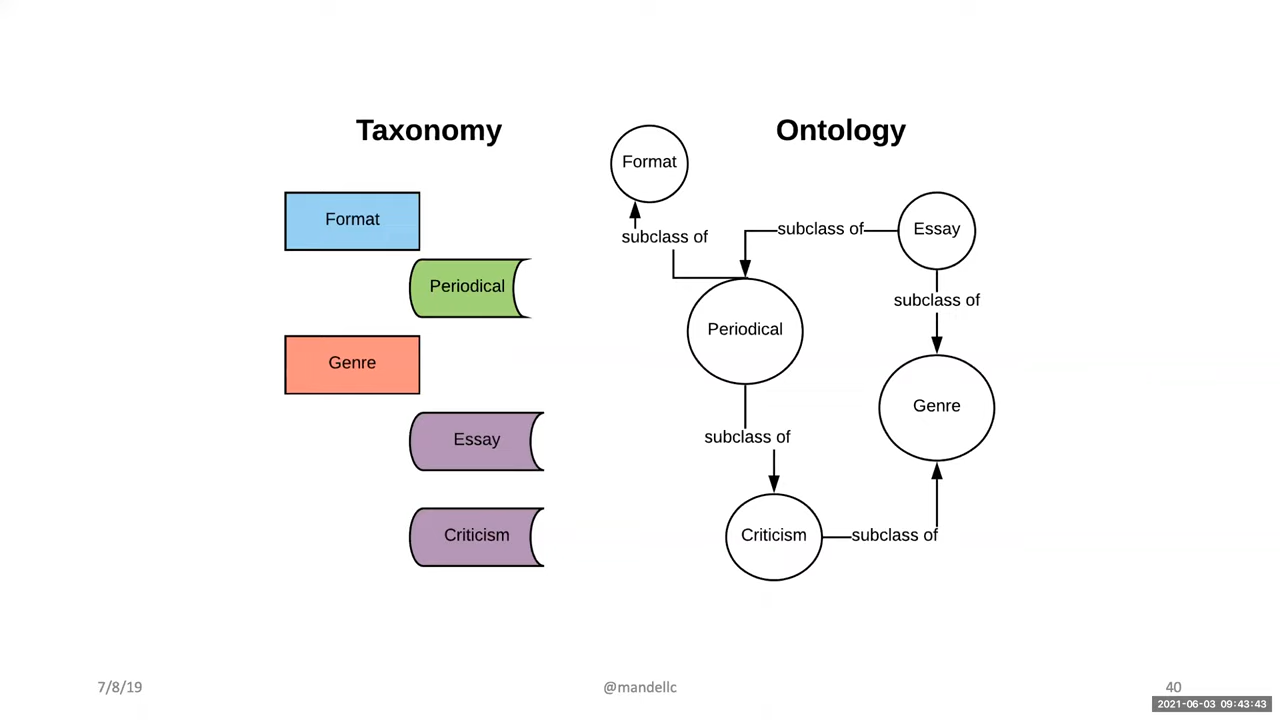 Taxonomy
Format
Periodical
Genre
Essay
Criticism
Ontology
Format
subclass of
subclass of
Essay
subclass of
Periodical
Genre
subclass of
Criticism
subclass of
7/8/19
@mandellc
40
2021-06-03 09:43:43